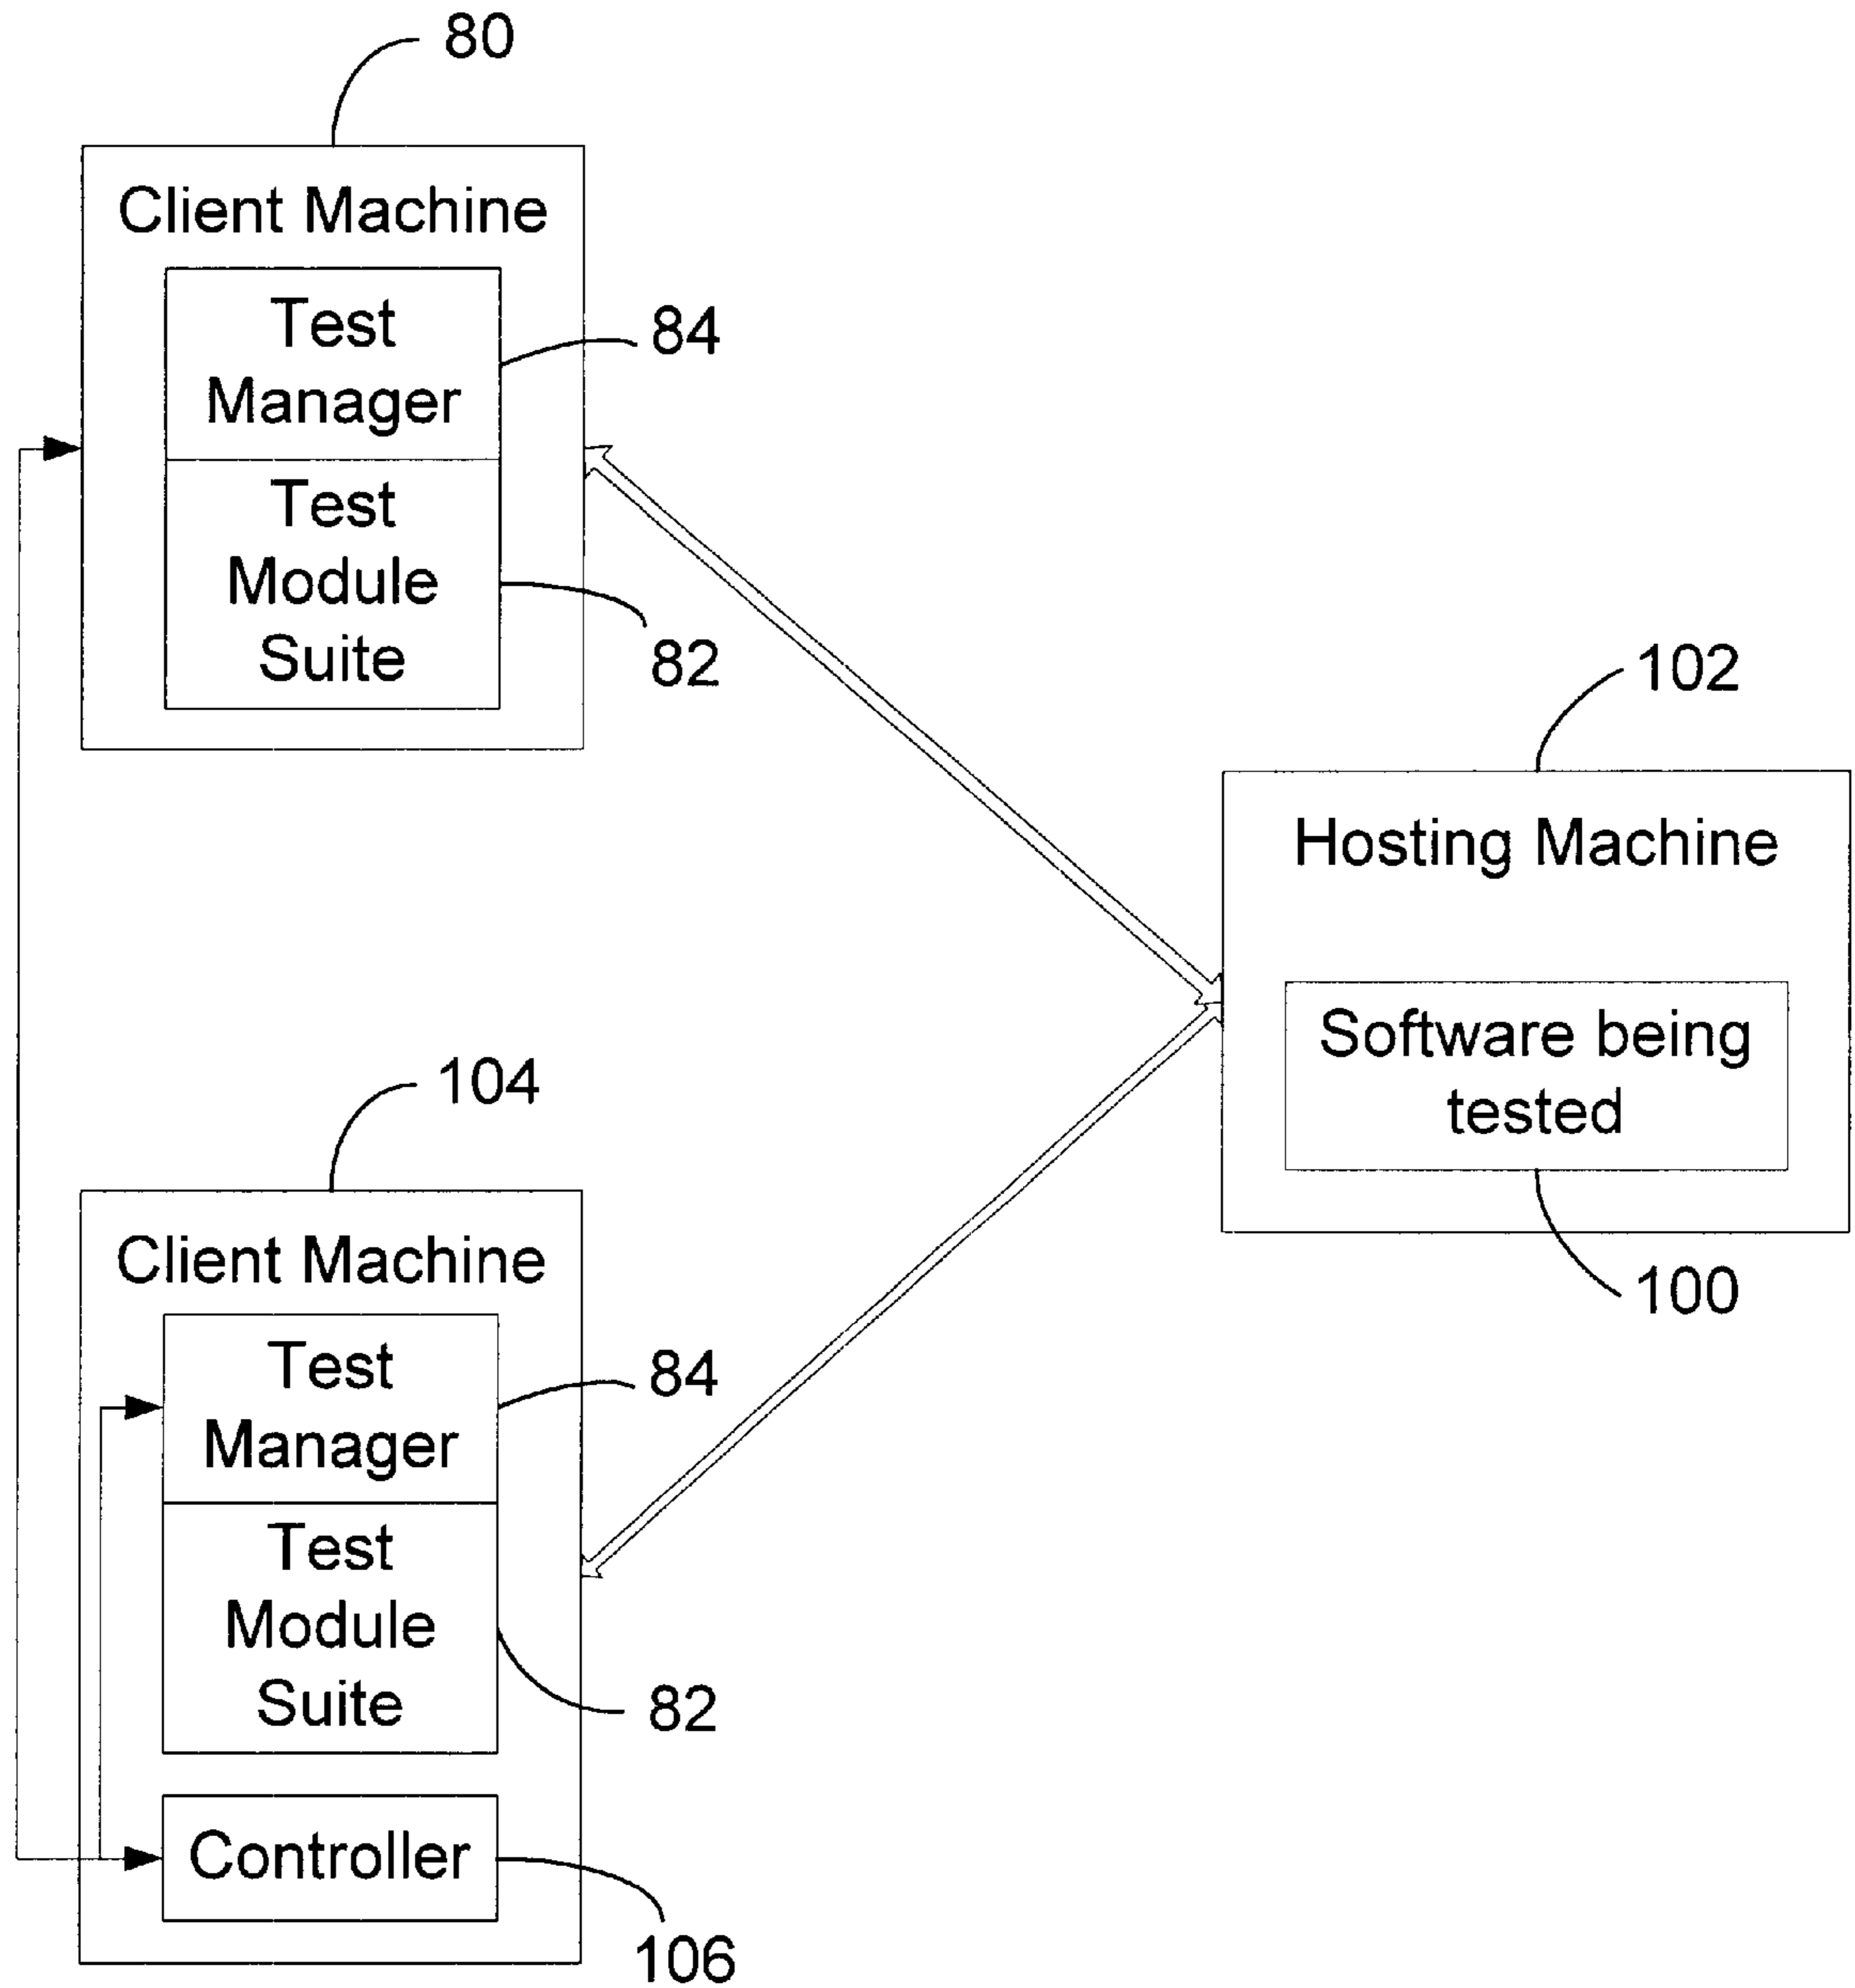 80
Client Machine
Test
Manager
84
Test
Module
Suite
82
102
Hosting Machine
Software being
tested
100
104
Client Machine
Test
Manager
84
Test
Module
Suite
82
Controller
106